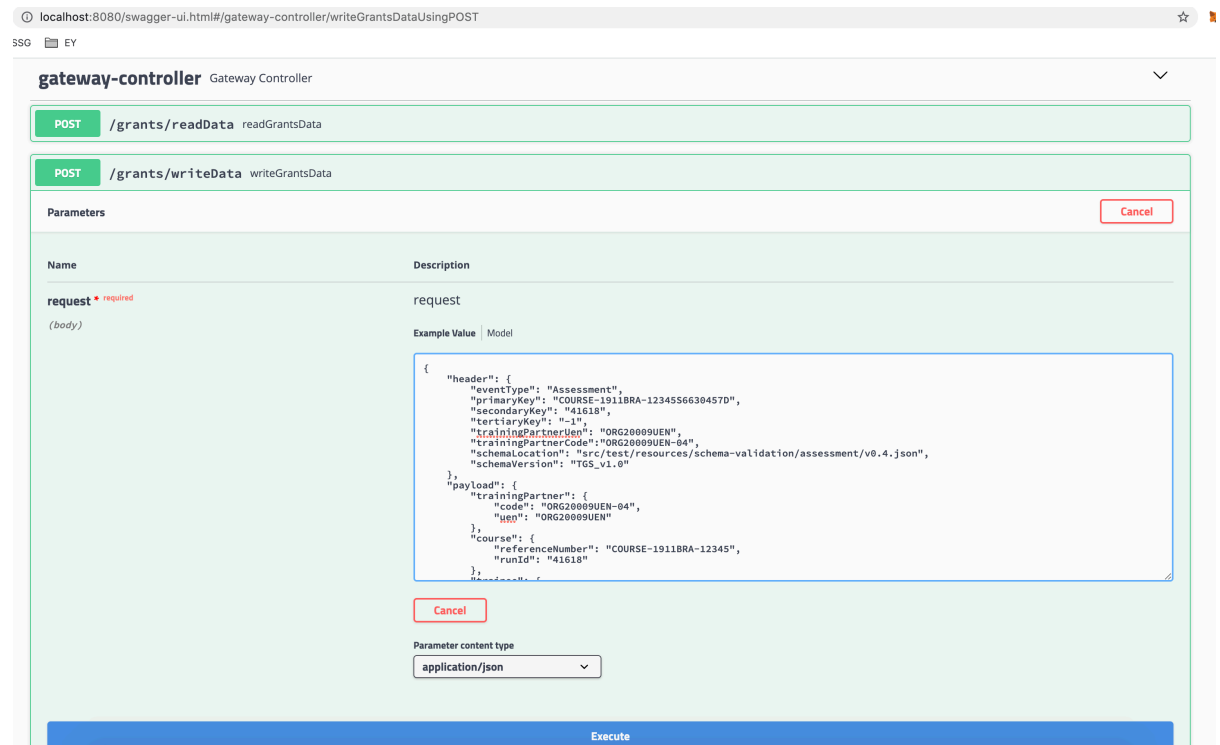 localhost:8080/swagger-ui.html#/gateway-controller/writeGrantsDataUsingPOST
SSG EY
gateway-controller Gateway Controller
POST /grants/readData readGrantsData
POST /grants/writeData writeGrantsData
Parameters Cancel
Name Description
request * required request
(body)
Example Value Model
{
"header": {
"eventType": "Assessment",
"primaryKey": "COURSE-1911BRA-12345S6630457D",
"secondaryKey": "41618",
"tertiaryKey": "-1",
"trainingPartnerUen": "ORG20009UEN",
"trainingPartnerCode":"ORG20009UEN-04",
"schemaLocation": "src/test/resources/schema-validation/assessment/v0.4.json",
"schemaVersion": "TGS_v1.0"
},
"payload": {
"trainingPartner": {
"code": "ORG20009UEN-04",
"uen": "ORG20009UEN"
},
"course": {
"referenceNumber": "COURSE-1911BRA-12345",
"runId": "41618"
},
"trainee": {
Cancel
Parameter content type
application/json
Execute